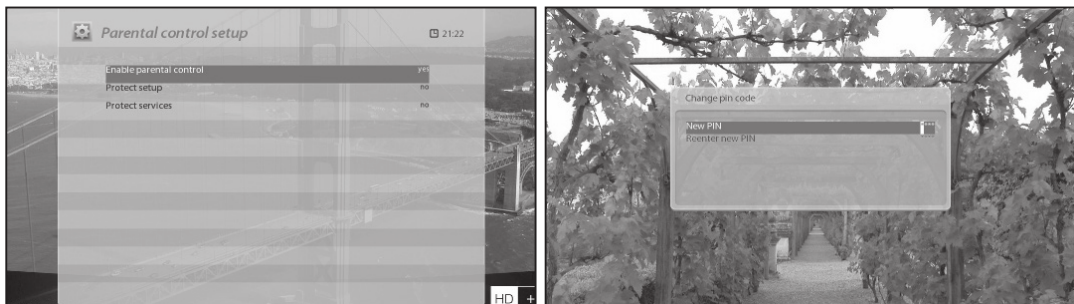 Parental control setup 21:22
Enable parental control yes
Protect setup no
Protect services no
HD +
Change pin code
New PIN
Reenter new PIN